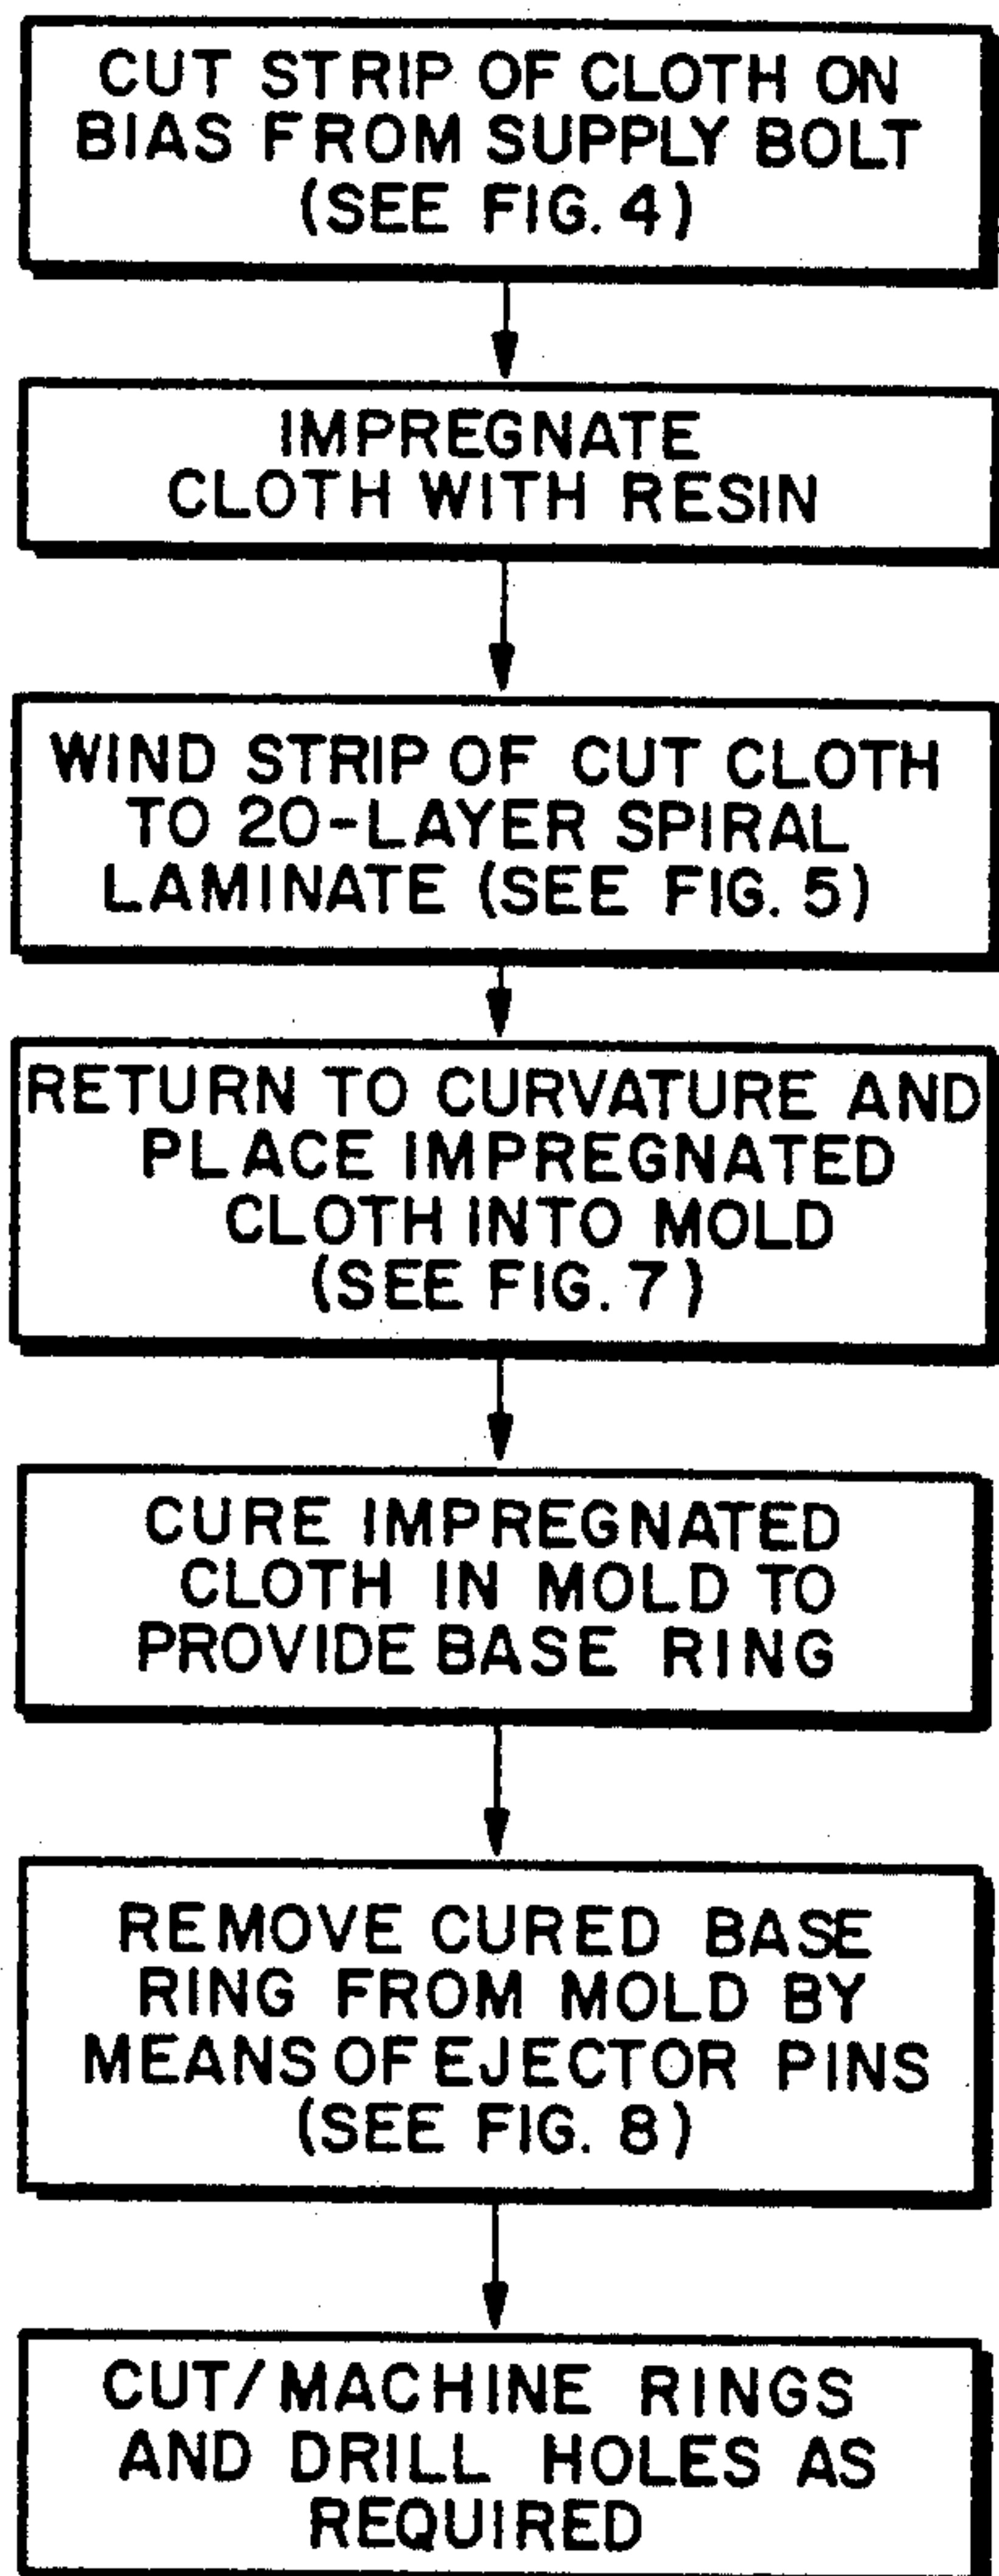 CUT STRIP OF CLOTH ON
BIAS FROM SUPPLY BOLT
(SEE FIG. 4)
IMPREGNATE
CLOTH WITH RESIN
WIND STRIP OF CUT CLOTH
TO 20-LAYER SPIRAL
LAMINATE (SEE FIG. 5)
RETURN TO CURVATURE AND
PLACE IMPREGNATED
CLOTH INTO MOLD
(SEE FIG. 7)
CURE IMPREGNATED
CLOTH IN MOLD TO
PROVIDE BASE RING
REMOVE CURED BASE
RING FROM MOLD BY
MEANS OF EJECTOR PINS
(SEE FIG. 8)
CUT/MACHINE RINGS
AND DRILL HOLES AS
REQUIRED